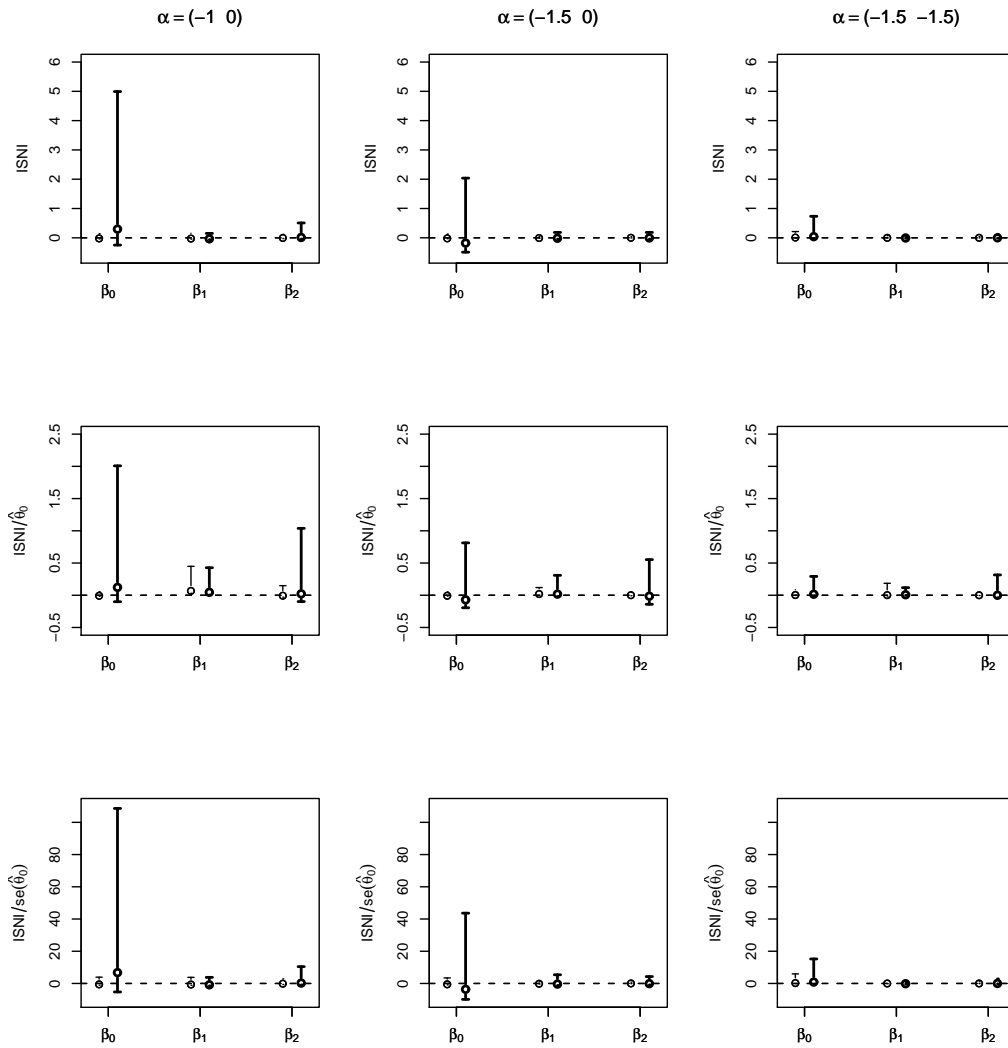 α = (−1 0)
α = (−1.5 0)
α = (−1.5 −1.5)
ISNI
0 1 2 3 4 5 6
β₀ β₁ β₂
ISNI
0 1 2 3 4 5 6
β₀ β₁ β₂
ISNI
0 1 2 3 4 5 6
β₀ β₁ β₂
ISNI/θ̂₀
−0.5 0.5 1.5 2.5
β₀ β₁ β₂
ISNI/θ̂₀
−0.5 0.5 1.5 2.5
β₀ β₁ β₂
ISNI/θ̂₀
−0.5 0.5 1.5 2.5
β₀ β₁ β₂
ISNI/se(θ̂₀)
0 20 40 60 80
β₀ β₁ β₂
ISNI/se(θ̂₀)
0 20 40 60 80
β₀ β₁ β₂
ISNI/se(θ̂₀)
0 20 40 60 80
β₀ β₁ β₂